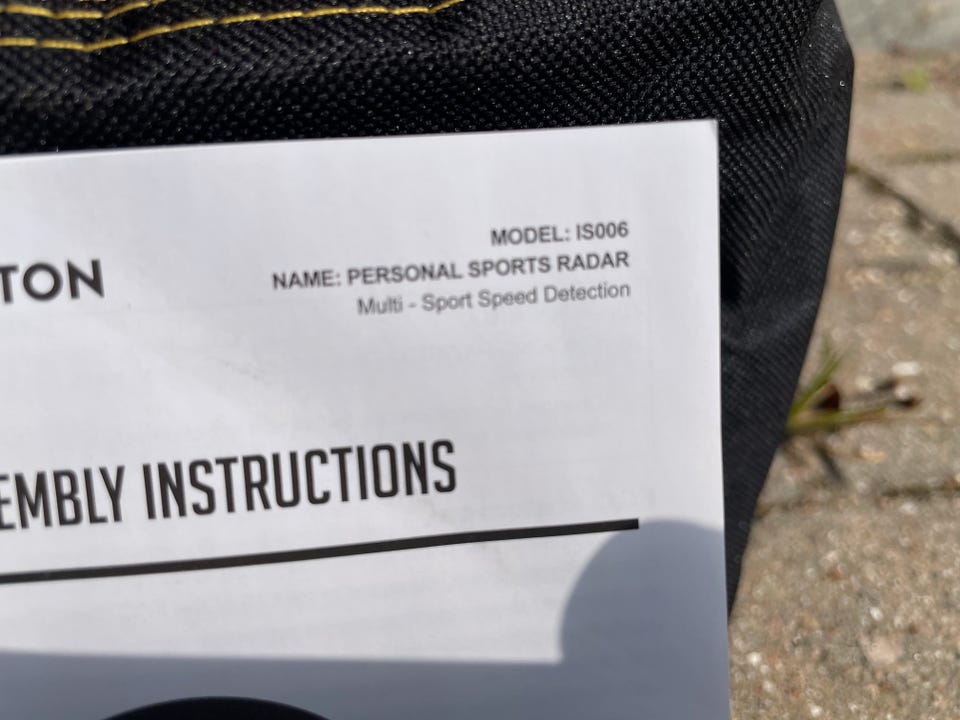 MODEL: IS006
TON
NAME: PERSONAL SPORTS RADAR
Multi - Sport Speed Detection
EMBLY INSTRUCTIONS